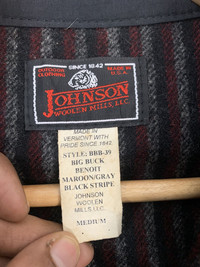 SINCE 1842
OUTDOOR
CLOTHING
MADE IN
U.S.A.
JOHNSON
WOOLEN MILLS, LLC
MADE IN
VERMONT WITH
PRIDE SINCE 1842
STYLE: BBB-39
BIG BUCK
BENOIT
MAROON/GRAY
BLACK STRIPE
JOHNSON
WOOLEN
MILLS, LLC
MEDIUM